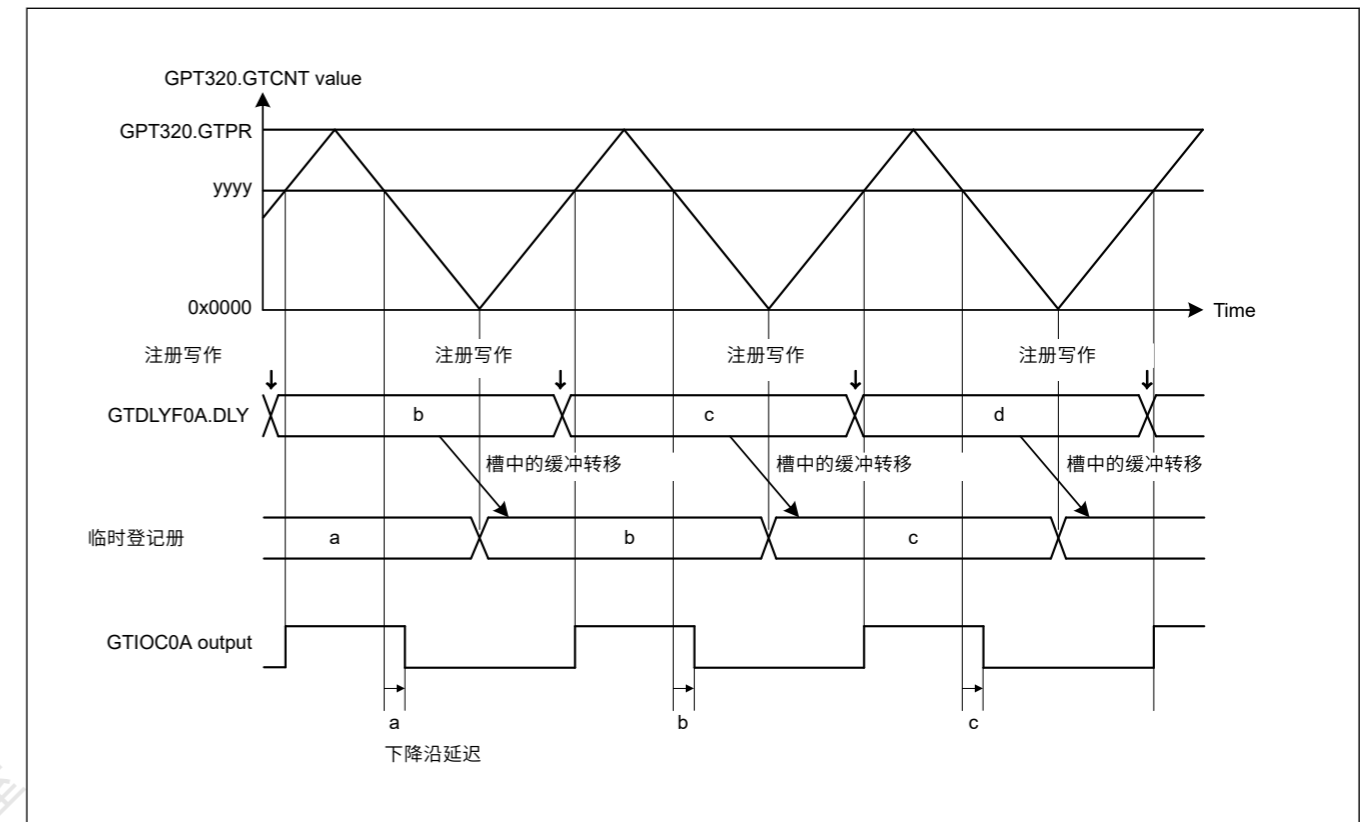 GPT320.GTCNT value
GPT320.GTPR
yyyy
0x0000
Time
注册写作 注册写作 注册写作 注册写作
GTDLYF0A.DLY b c d
槽中的缓冲转移 槽中的缓冲转移 槽中的缓冲转移
临时登记册 a b c
GTIOC0A output
a b c
下降沿延迟